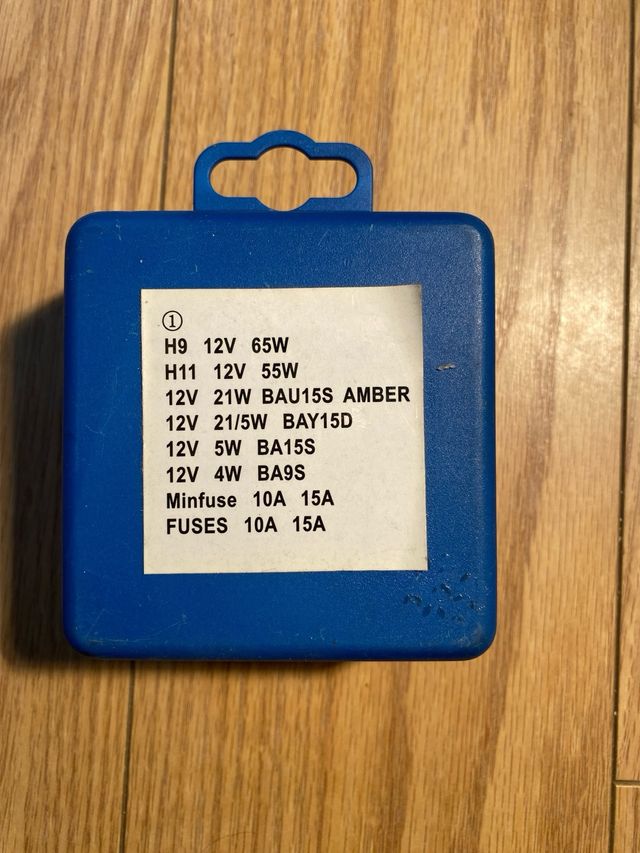 ①
H9 12V 65W
H11 12V 55W
12V 21W BAU15S AMBER
12V 21/5W BAY15D
12V 5W BA15S
12V 4W BA9S
Minfuse 10A 15A
FUSES 10A 15A